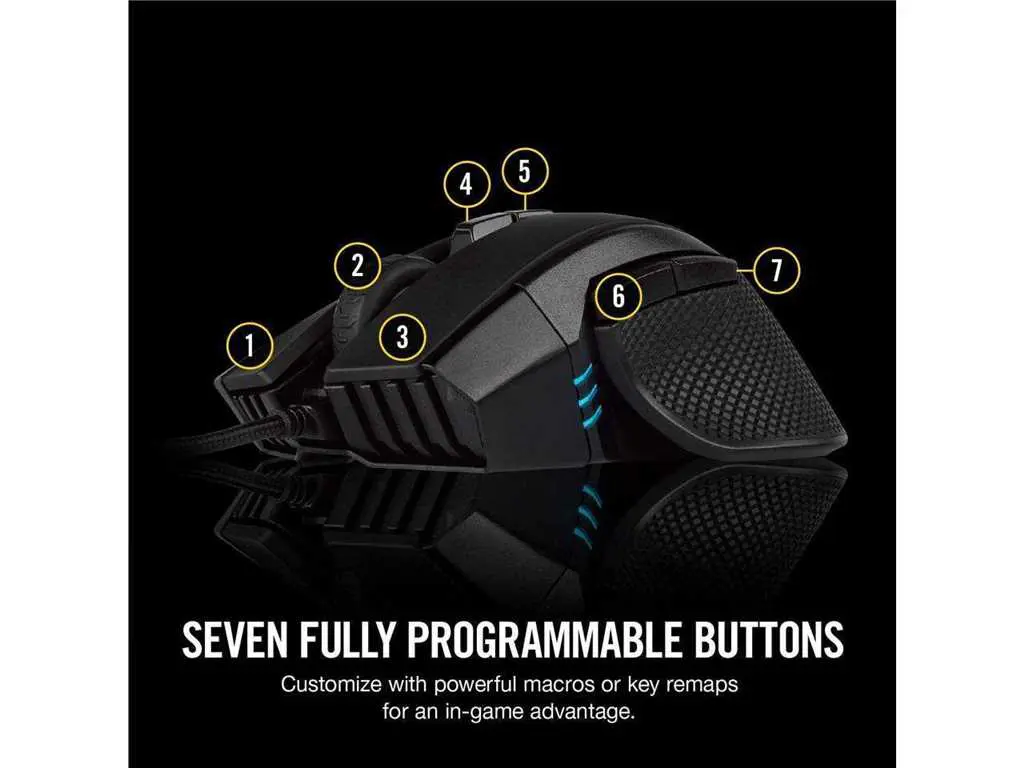 4
5
2
7
6
3
1
SEVEN FULLY PROGRAMMABLE BUTTONS
Customize with powerful macros or key remaps
for an in-game advantage.